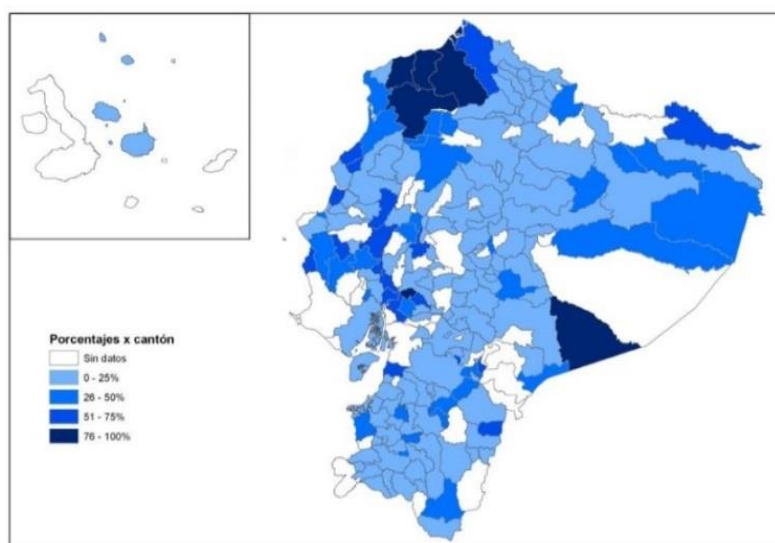 Porcentajes x cantón
Sin datos
0 - 25%
26 - 50%
51 - 75%
76 - 100%